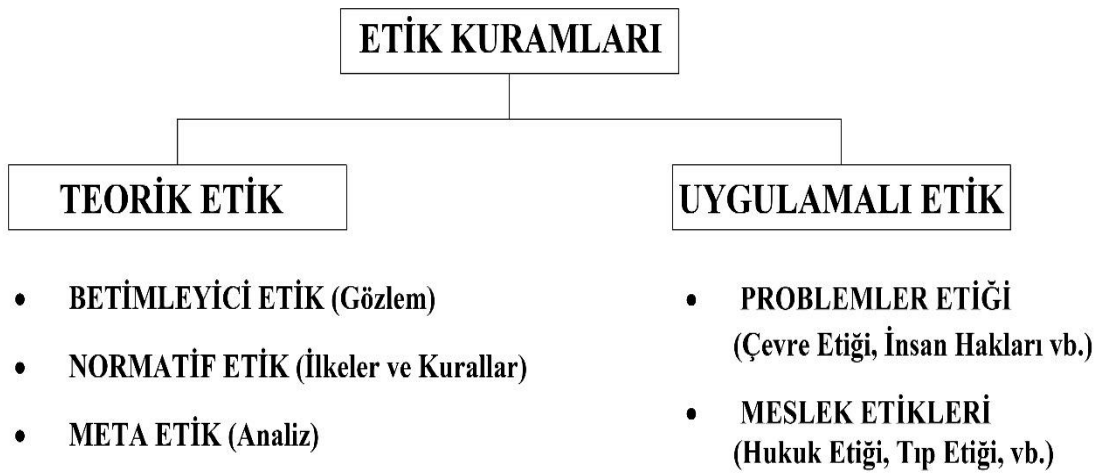 ETİK KURAMLARI
TEORİK ETİK
• BETİMLEYİCİ ETİK (Gözlem)
• NORMATİF ETİK (İlkeler ve Kurallar)
• META ETİK (Analiz)
UYGULAMALI ETİK
• PROBLEMLER ETİĞİ
(Çevre Etiği, İnsan Hakları vb.)
• MESLEK ETİKLERİ
(Hukuk Etiği, Tıp Etiği, vb.)